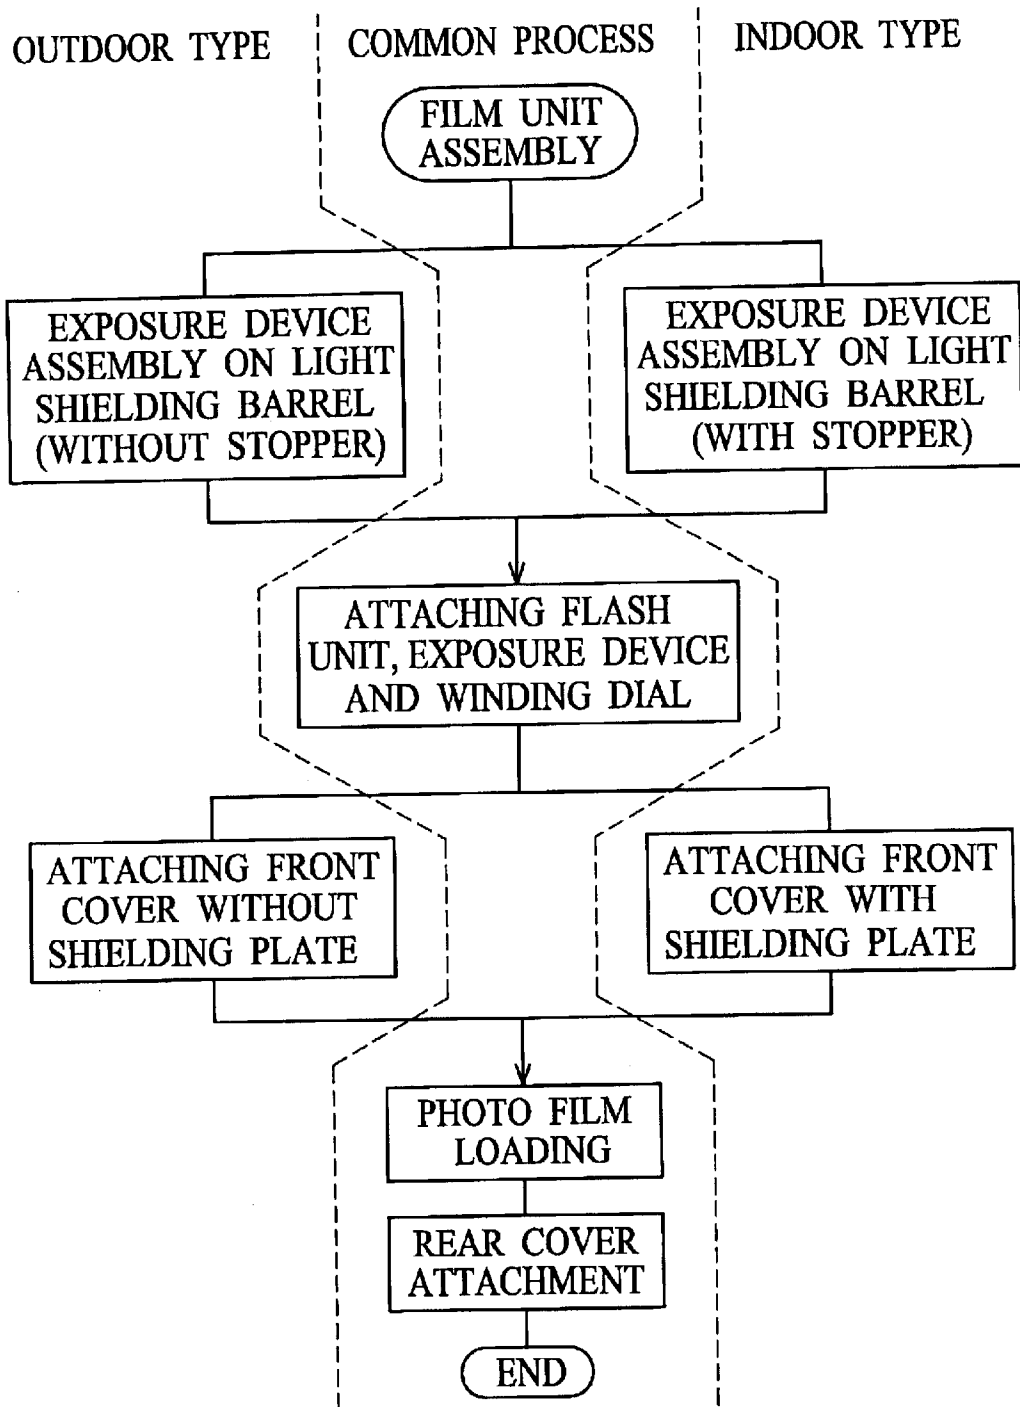 OUTDOOR TYPE
COMMON PROCESS
INDOOR TYPE
FILM UNIT
ASSEMBLY
EXPOSURE DEVICE
ASSEMBLY ON LIGHT
SHIELDING BARREL
(WITHOUT STOPPER)
EXPOSURE DEVICE
ASSEMBLY ON LIGHT
SHIELDING BARREL
(WITH STOPPER)
ATTACHING FLASH
UNIT, EXPOSURE DEVICE
AND WINDING DIAL
ATTACHING FRONT
COVER WITHOUT
SHIELDING PLATE
ATTACHING FRONT
COVER WITH
SHIELDING PLATE
PHOTO FILM
LOADING
REAR COVER
ATTACHMENT
END